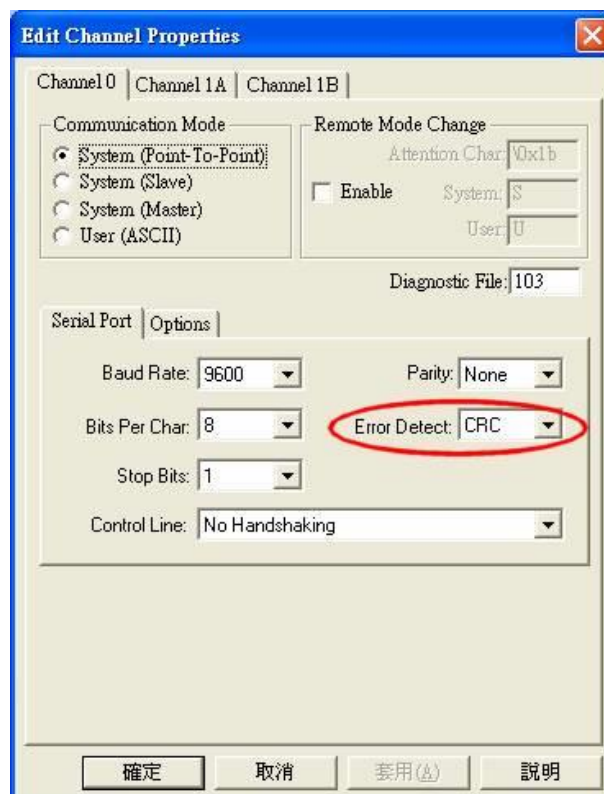 Edit Channel Properties
Channel 0 Channel 1A Channel 1B
Communication Mode
System (Point-To-Point)
System (Slave)
System (Master)
User (ASCII)
Remote Mode Change
Attention Char: \0x1b
Enable
System: S
User: U
Diagnostic File: 103
Serial Port Options
Baud Rate: 9600
Parity: None
Bits Per Char: 8
Error Detect: CRC
Stop Bits: 1
Control Line: No Handshaking
確定 取消 套用(A) 說明